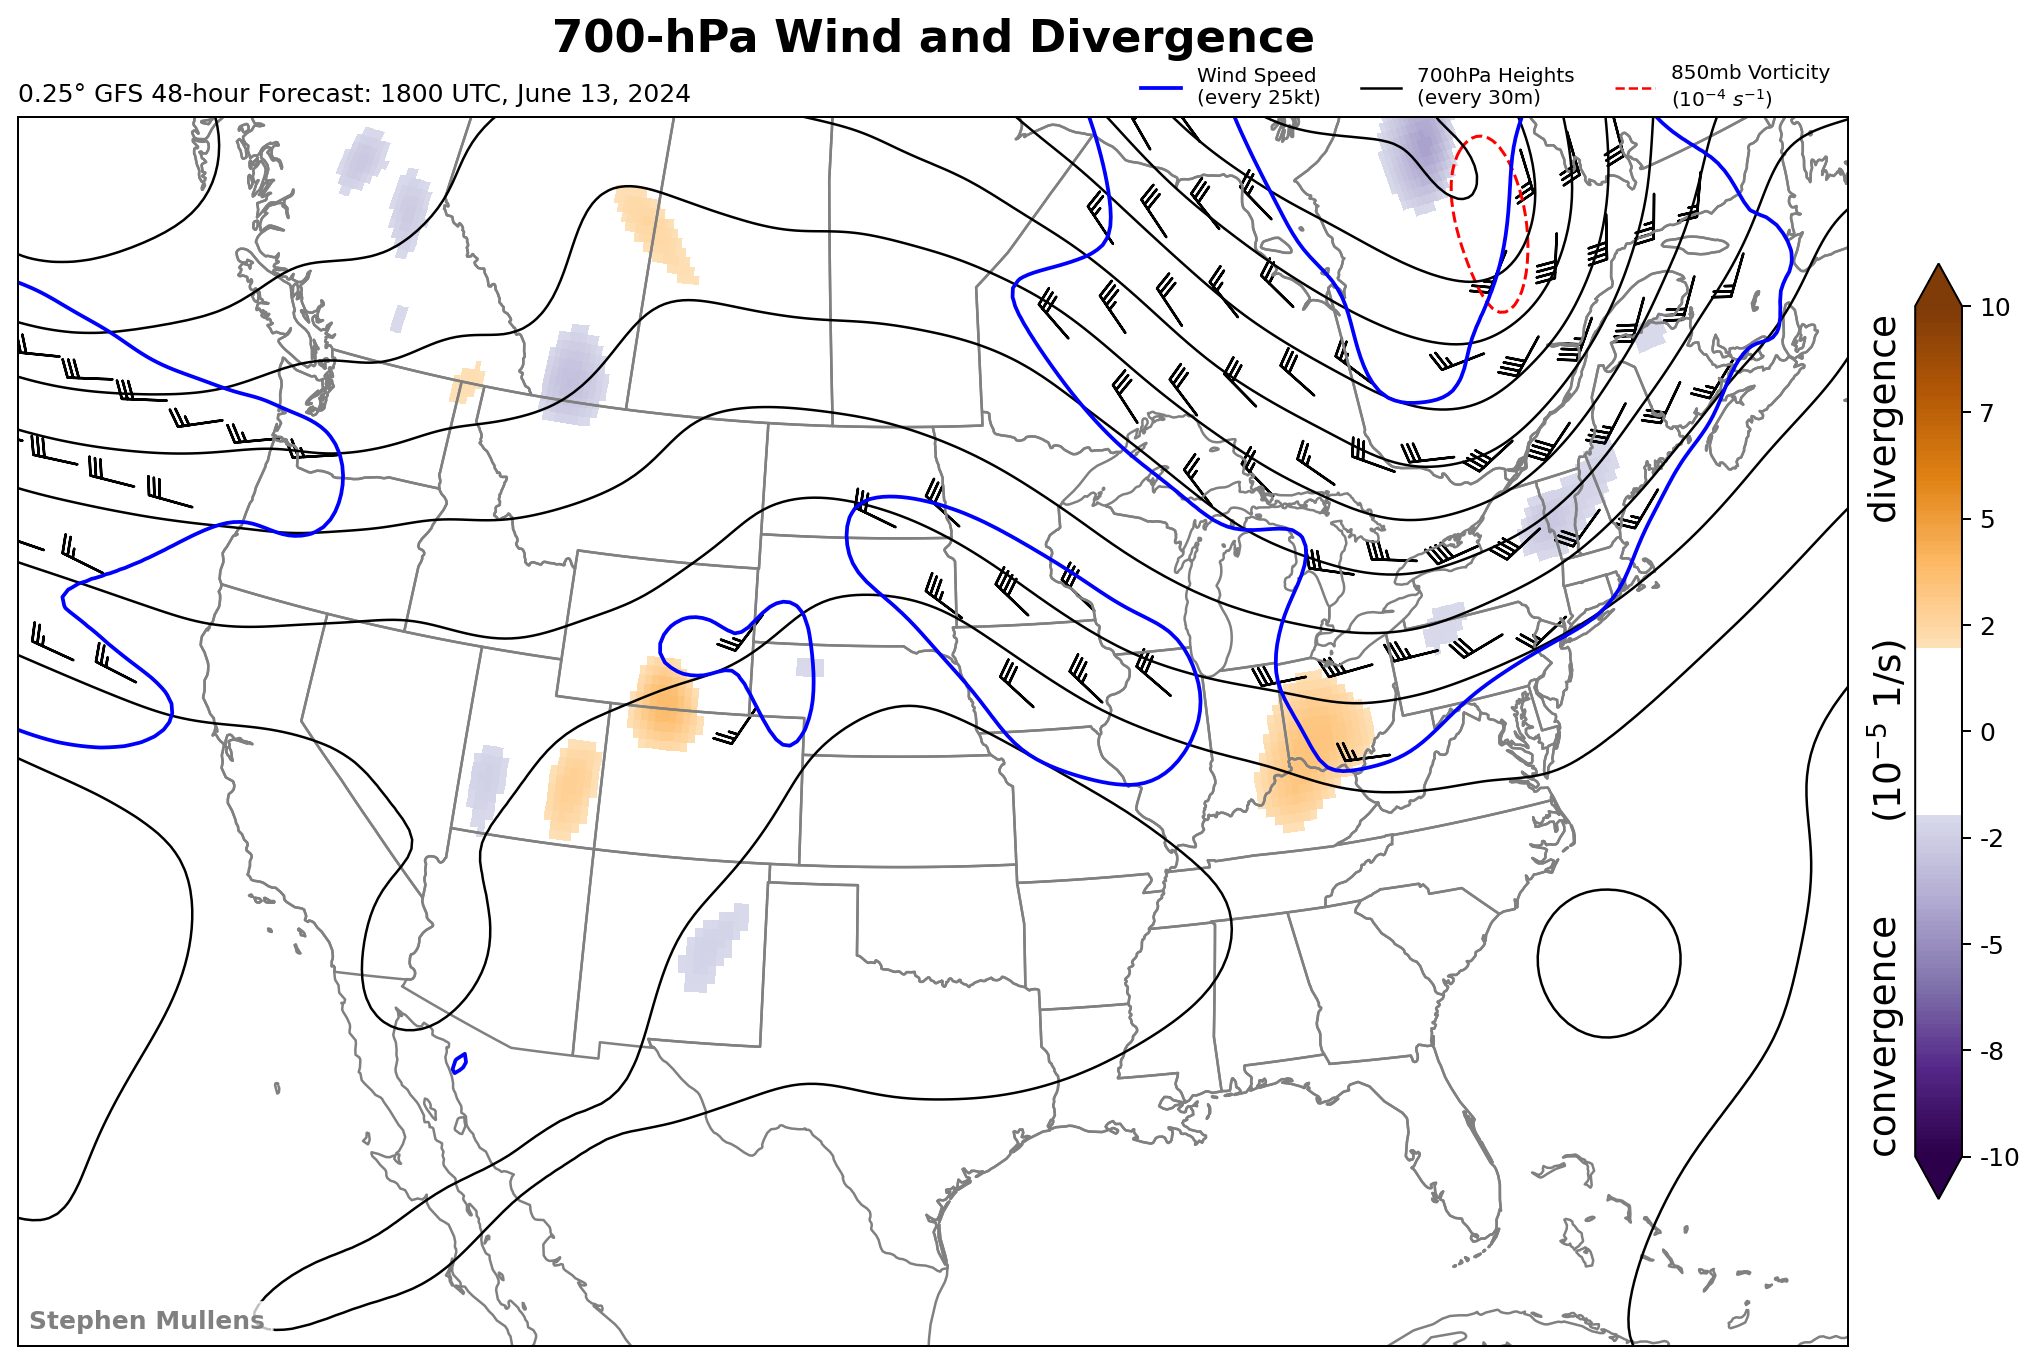 700-hPa Wind and Divergence
0.25° GFS 48-hour Forecast: 1800 UTC, June 13, 2024
Wind Speed
(every 25kt)
700hPa Heights
(every 30m)
850mb Vorticity
(10⁻⁴ s⁻¹)
10
7
5
2
0
-2
-5
-8
-10
convergence (10⁻⁵ 1/s) divergence
Stephen Mullens